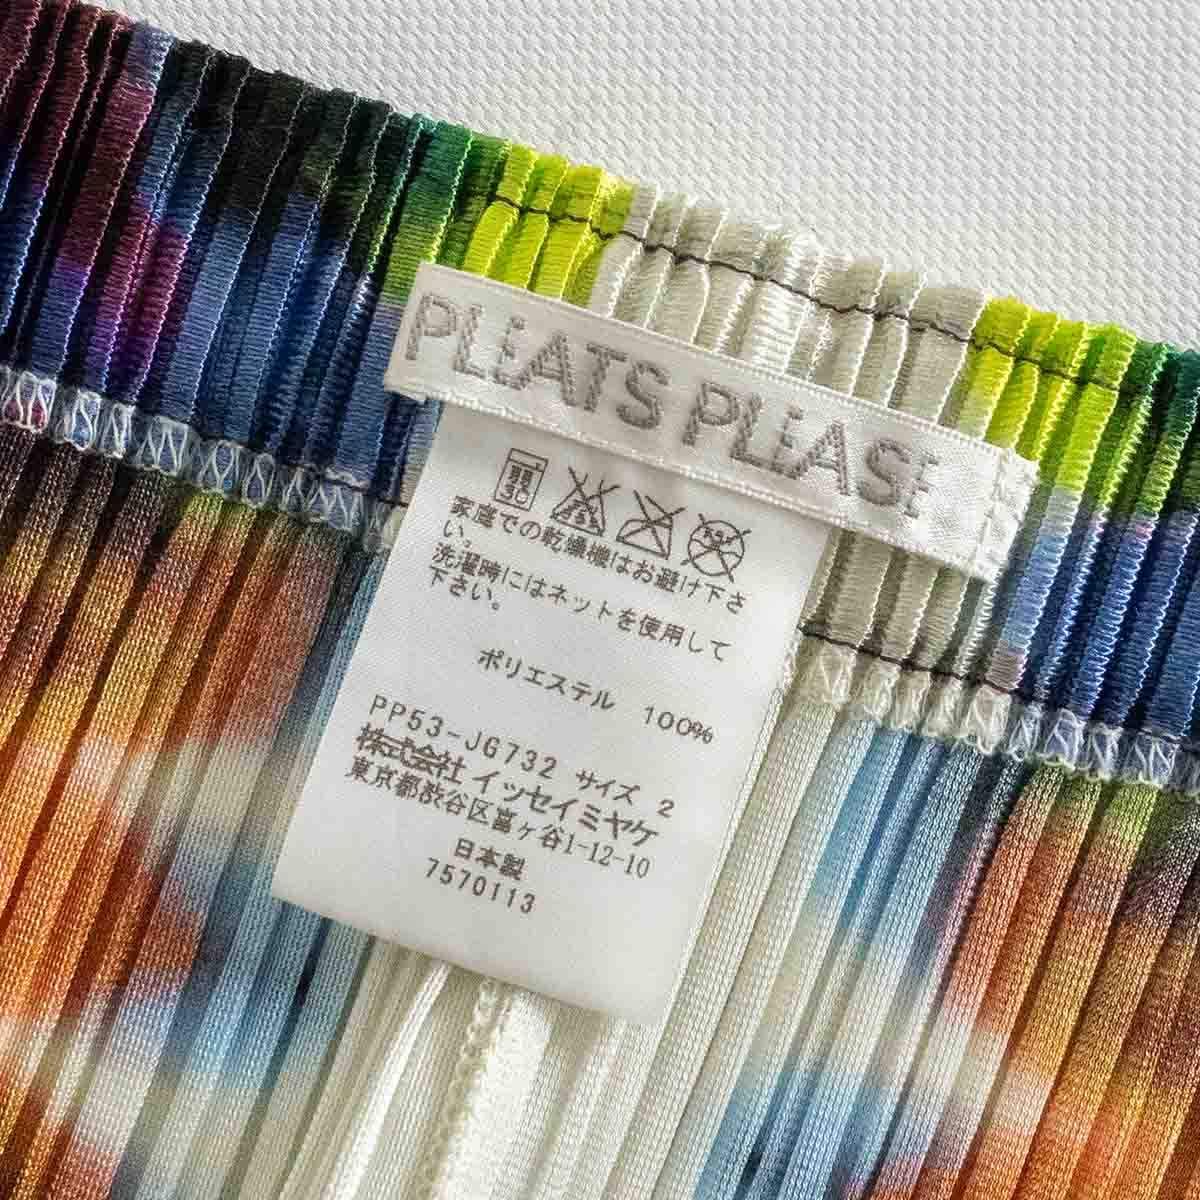 PLEATS PLEASE
弱
30
家庭での乾燥機はお避け下さ
い。
洗濯時にはネットを使用して
下さい。
ポリエステル 100%
PP53-JG732 サイズ 2
株式会社 イッセイミヤケ
東京都渋谷区富ヶ谷1-12-10
日本製
7570113